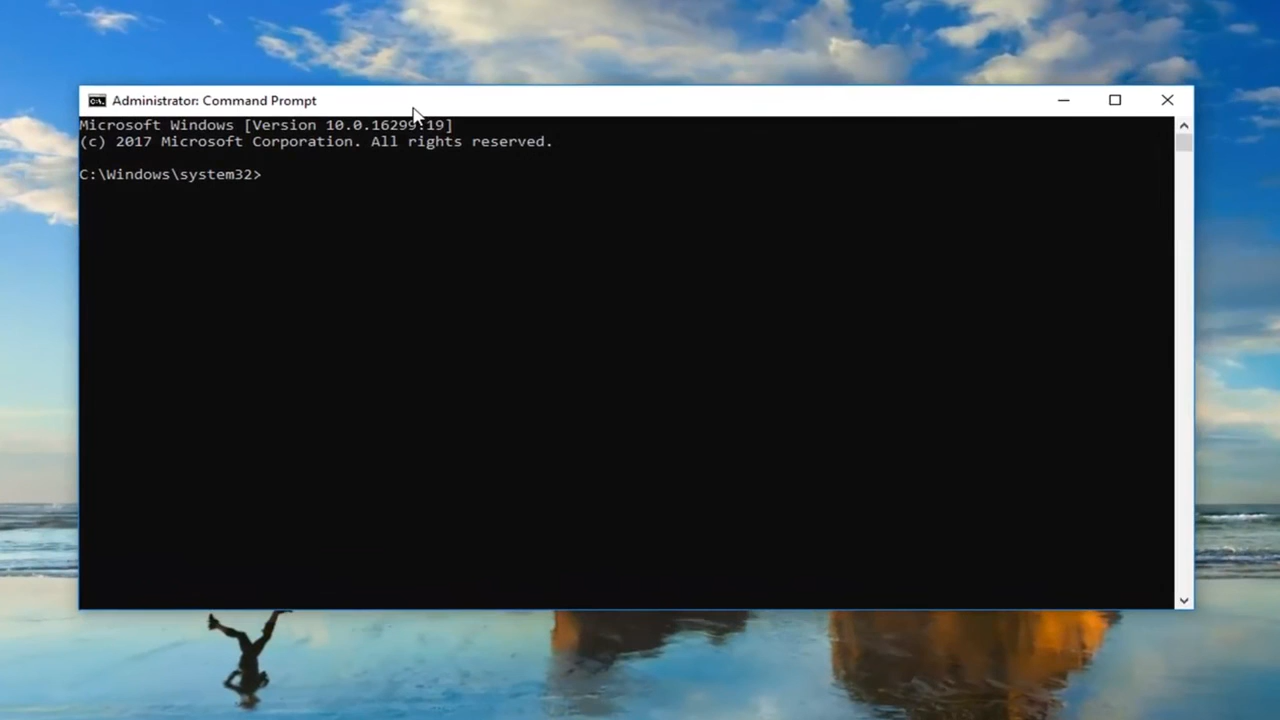 Administrator: Command Prompt
Microsoft Windows [Version 10.0.16299.19]
(c) 2017 Microsoft Corporation. All rights reserved.
C:\Windows\system32>